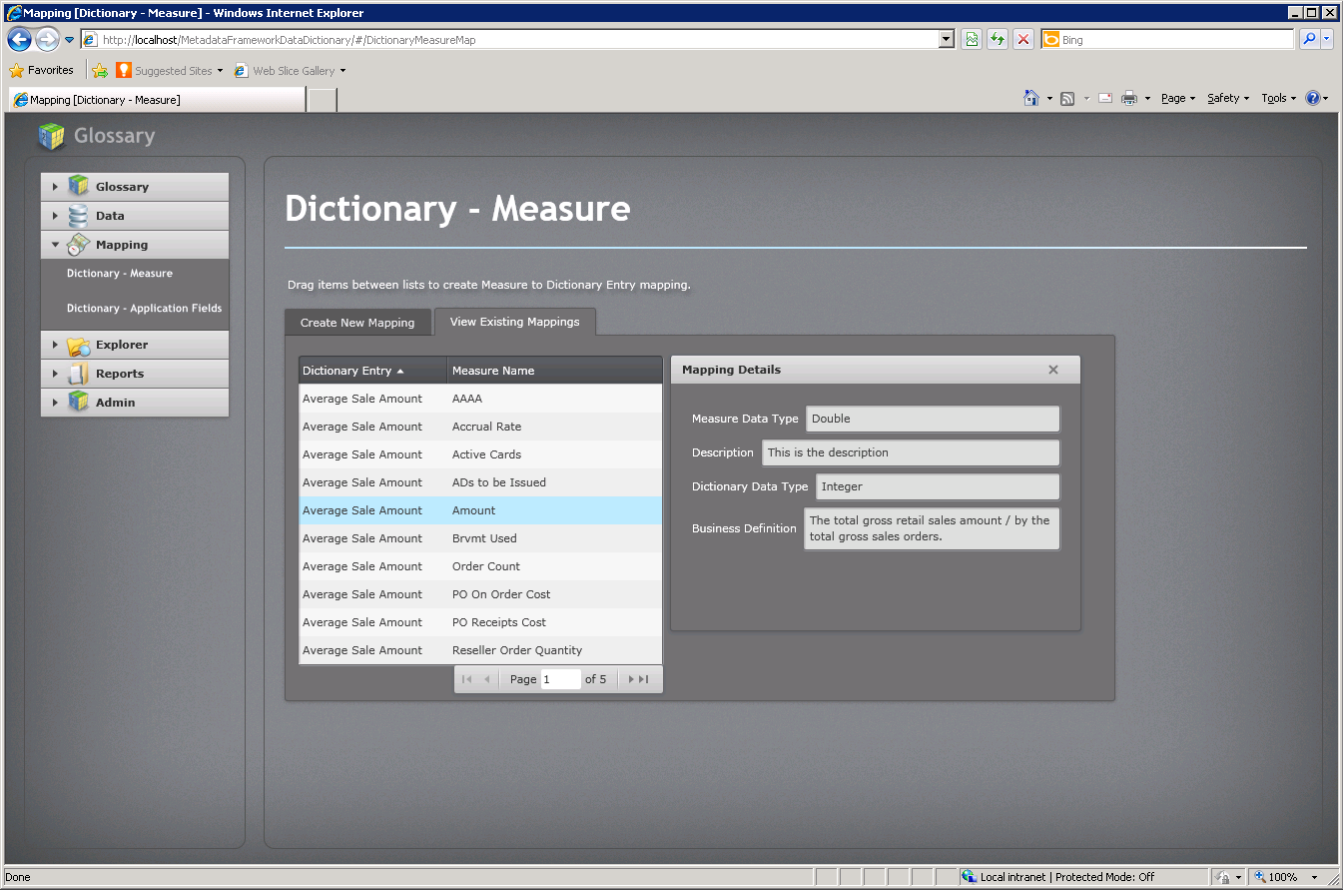 Mapping [Dictionary - Measure] - Windows Internet Explorer
http://localhost/MetadataFrameworkDataDictionary/#/DictionaryMeasureMap
Bing
Favorites
Suggested Sites
Web Slice Gallery
Mapping [Dictionary - Measure]
Page
Safety
Tools
Glossary
Glossary
Data
Mapping
Dictionary - Measure
Dictionary - Application Fields
Explorer
Reports
Admin
Dictionary - Measure
Drag items between lists to create Measure to Dictionary Entry mapping.
Create New Mapping
View Existing Mappings
Dictionary Entry Measure Name
Average Sale Amount AAAA
Average Sale Amount Accrual Rate
Average Sale Amount Active Cards
Average Sale Amount ADs to be Issued
Average Sale Amount Amount
Average Sale Amount Brvmt Used
Average Sale Amount Order Count
Average Sale Amount PO On Order Cost
Average Sale Amount PO Receipts Cost
Average Sale Amount Reseller Order Quantity
Page 1 of 5
Mapping Details
Measure Data Type Double
Description This is the description
Dictionary Data Type Integer
Business Definition The total gross retail sales amount / by the
total gross sales orders.
Done
Local intranet | Protected Mode: Off
100%